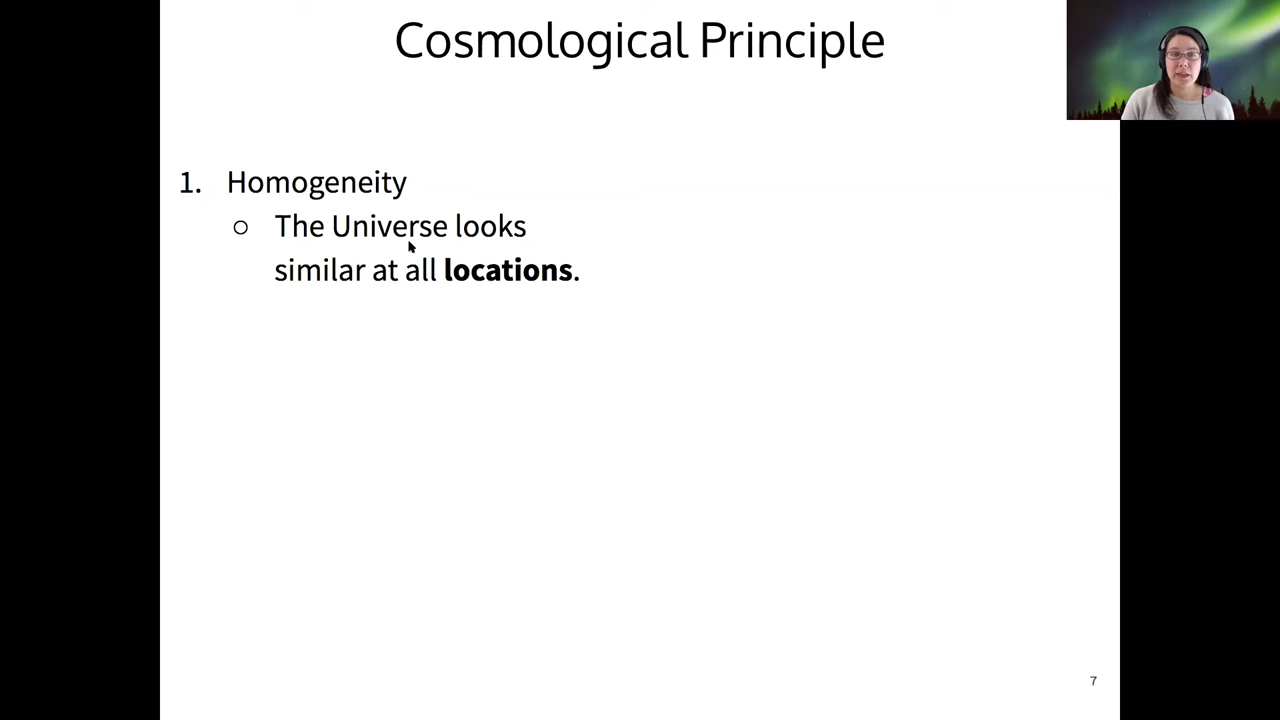 Cosmological Principle
1. Homogeneity
○ The Universe looks
similar at all locations.
7